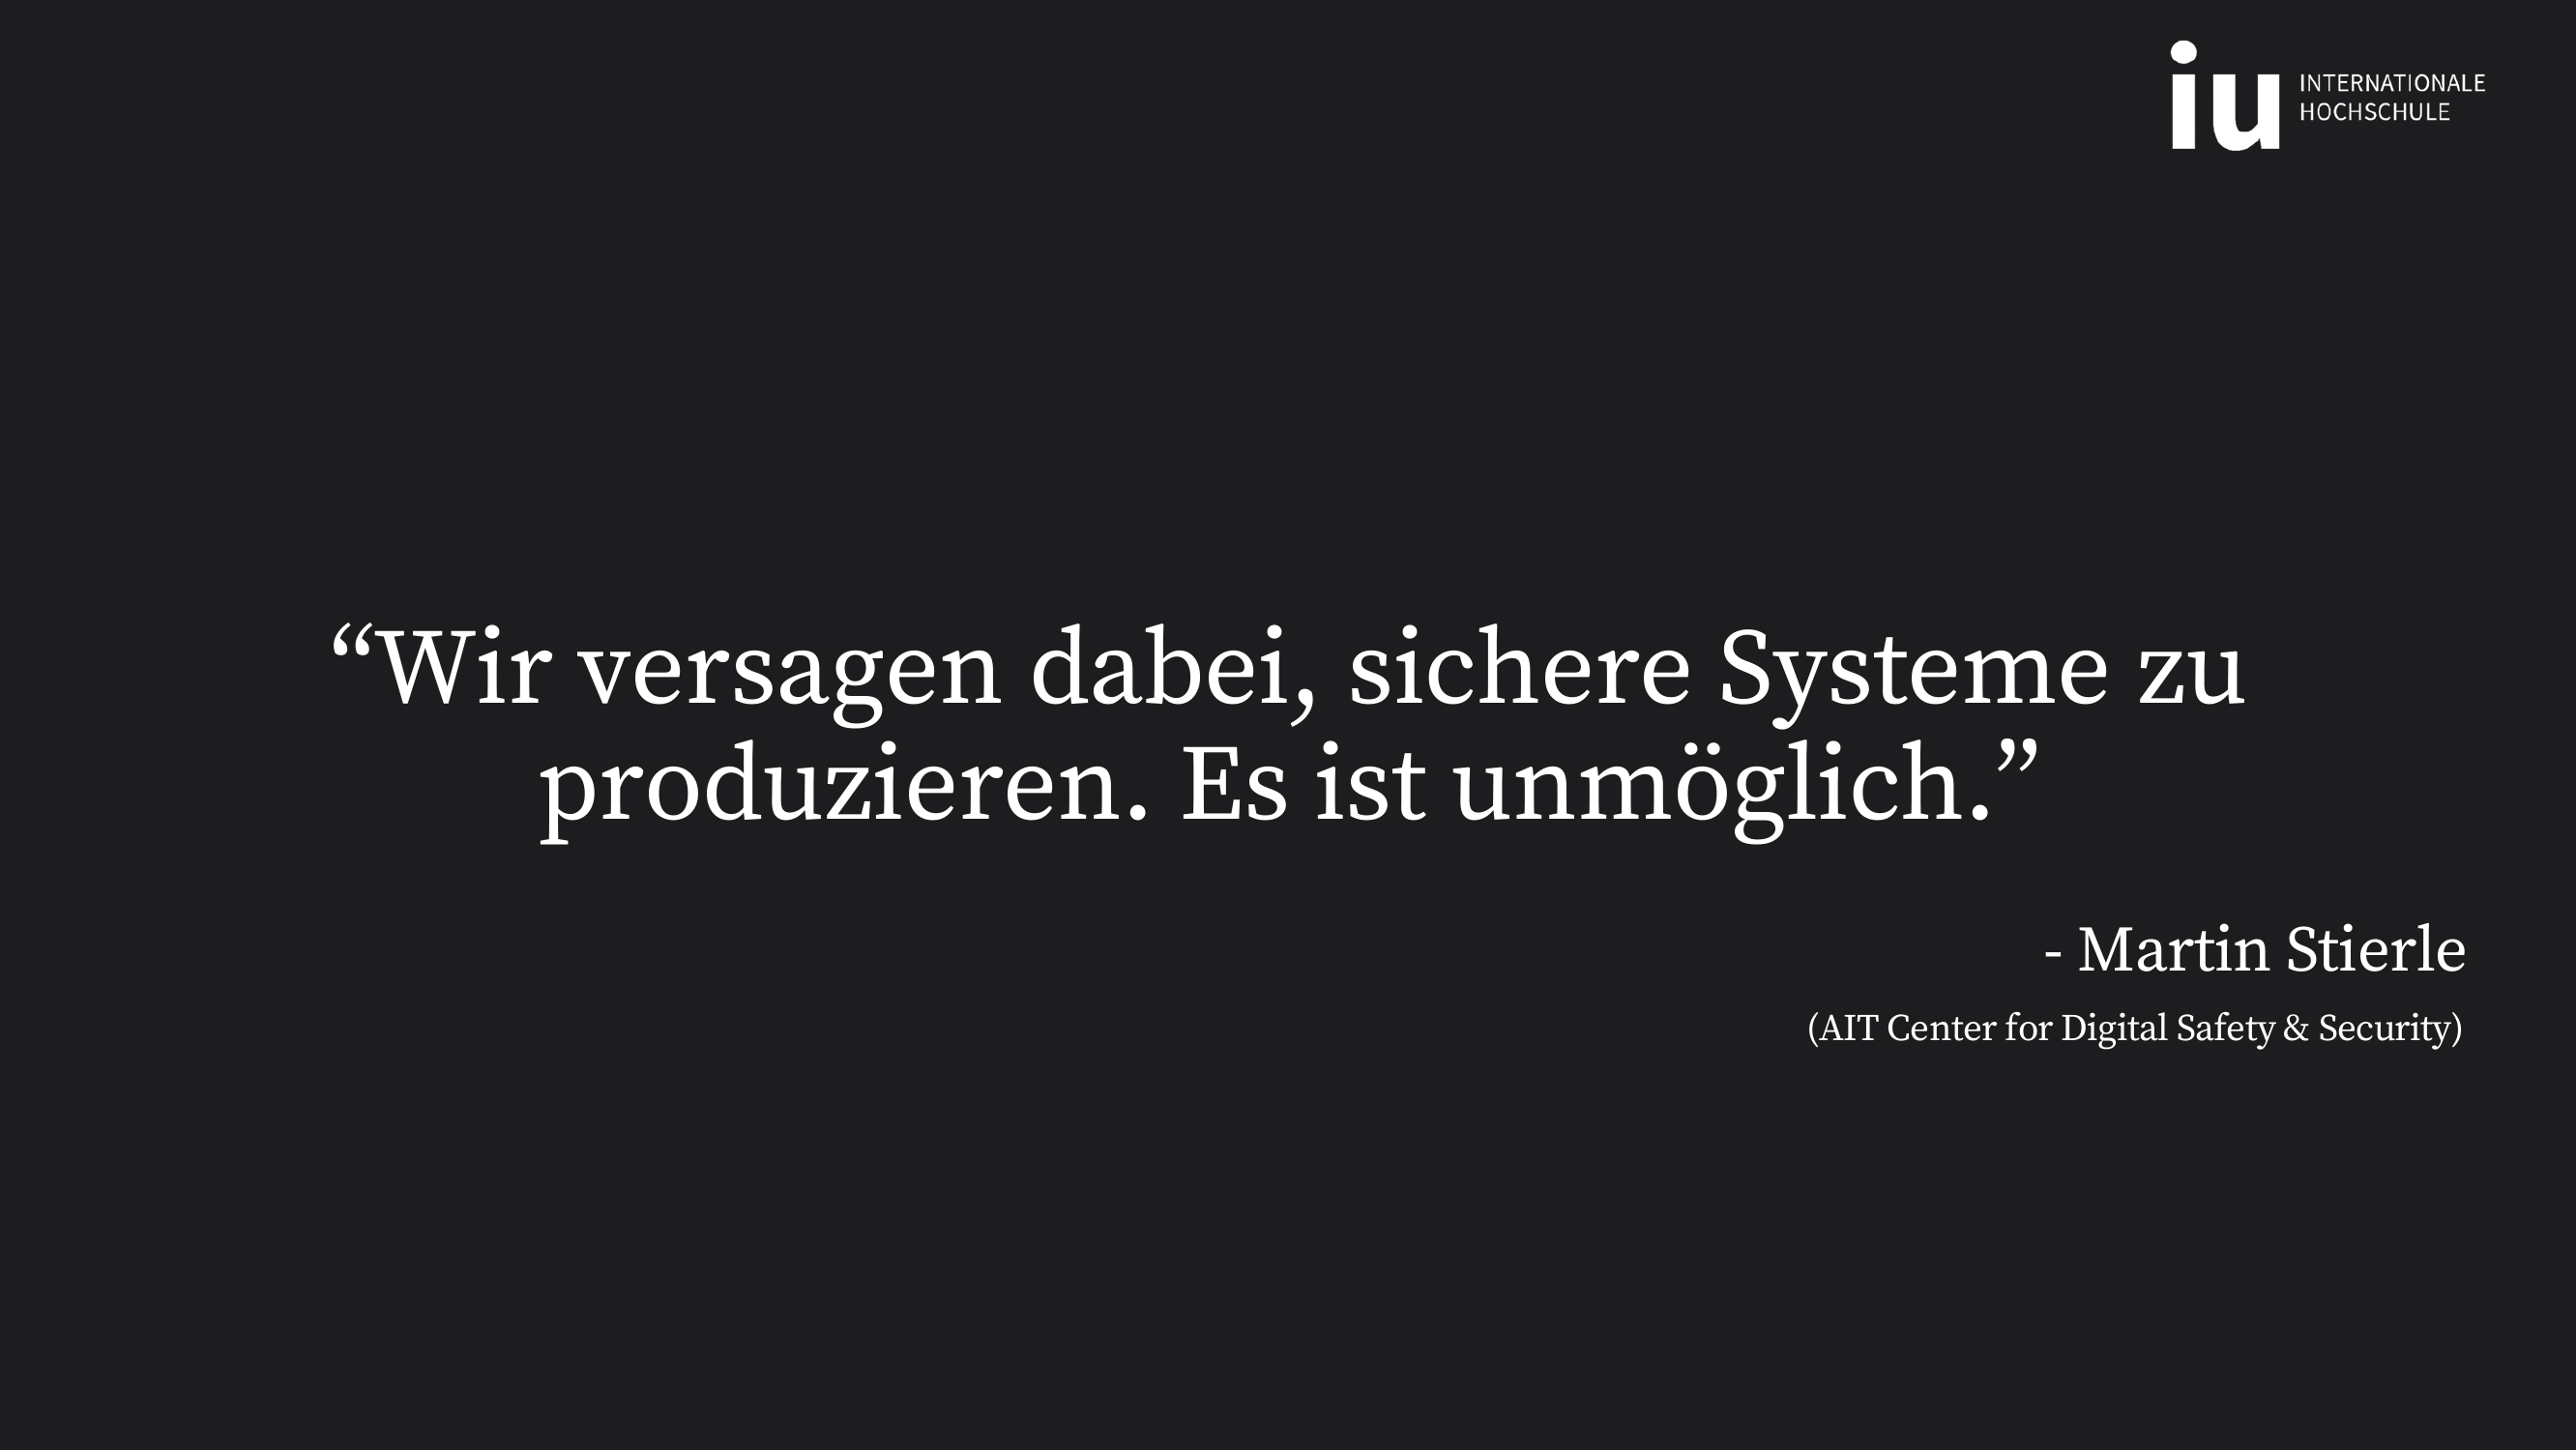 iu INTERNATIONALE
HOCHSCHULE
“Wir versagen dabei, sichere Systeme zu
produzieren. Es ist unmöglich.”
- Martin Stierle
(AIT Center for Digital Safety & Security)